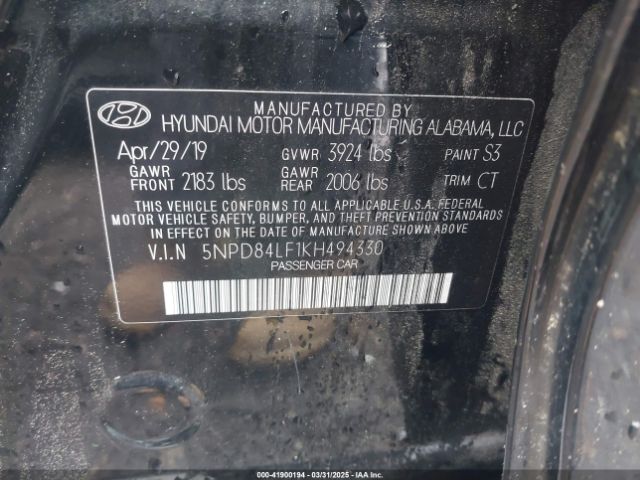 MANUFACTURED BY
HYUNDAI MOTOR MANUFACTURING ALABAMA, LLC
Apr/29/19 GVWR 3924 lbs PAINT S3
GAWR FRONT 2183 lbs GAWR REAR 2006 lbs TRIM CT
THIS VEHICLE CONFORMS TO ALL APPLICABLE U.S.A. FEDERAL
MOTOR VEHICLE SAFETY, BUMPER, AND THEFT PREVENTION STANDARDS
IN EFFECT ON THE DATE OF MANUFACTURE SHOWN ABOVE.
V.I.N 5NPD84LF1KH494330
PASSENGER CAR
000-41900194 - 03/31/2025 - IAAI.COM